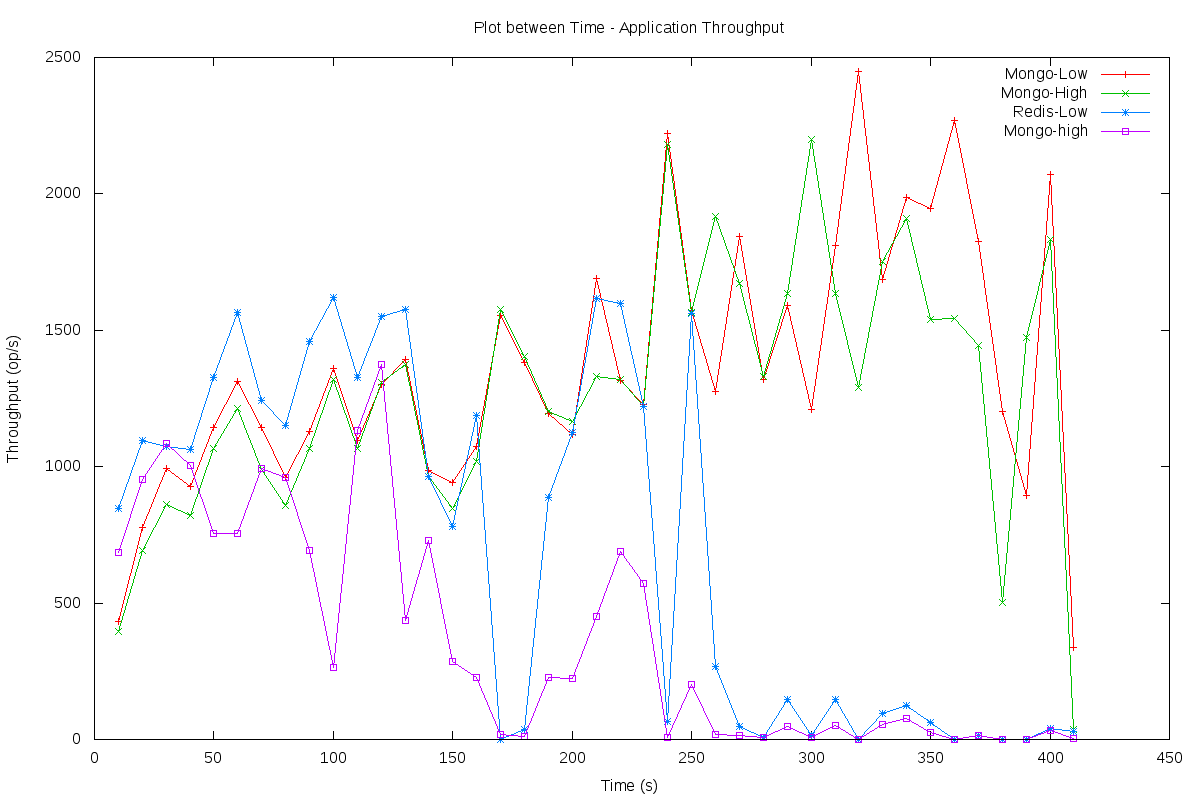 Plot between Time - Application Throughput
2500
2000
1500
1000
500
0
Throughput (op/s)
Mongo-Low
Mongo-High
Redis-Low
Mongo-high
0 50 100 150 200 250 300 350 400 450
Time (s)